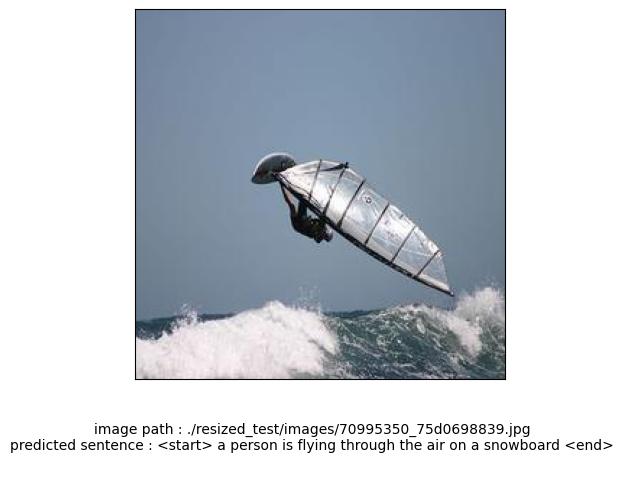 image path : ./resized_test/images/70995350_75d0698839.jpg
predicted sentence : <start> a person is flying through the air on a snowboard <end>